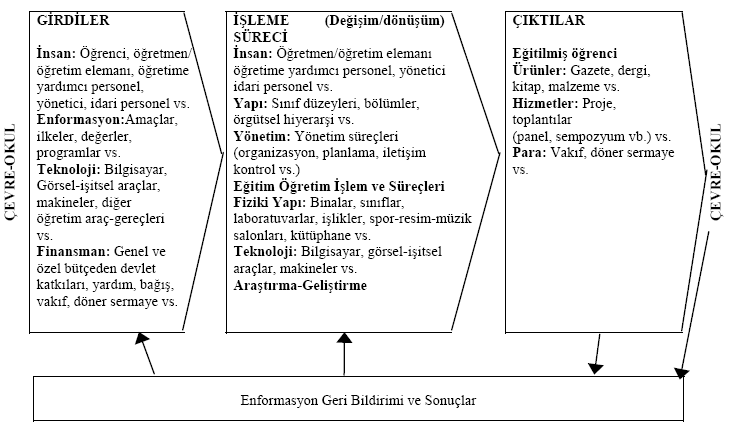 ÇEVRE-OKUL
GİRDİLER
İnsan: Öğrenci, öğretmen/
öğretim elemanı, öğretime
yardımcı personel,
yönetici, idari personel vs.
Enformasyon:Amaçlar,
ilkeler, değerler,
programlar vs.
Teknoloji: Bilgisayar,
Görsel-işitsel araçlar,
makineler, diğer
öğretim araç-gereçleri
vs.
Finansman: Genel ve
özel bütçeden devlet
katkıları, yardım, bağış,
vakıf, döner sermaye vs.
İŞLEME (Değişim/dönüşüm)
SÜRECİ
İnsan: Öğretmen/öğretim elemanı
öğretime yardımcı personel, yönetici
idari personel vs.
Yapı: Sınıf düzeyleri, bölümler,
örgütsel hiyerarşi vs.
Yönetim: Yönetim süreçleri
(organizasyon, planlama, iletişim
kontrol vs.)
Eğitim Öğretim İşlem ve Süreçleri
Fiziki Yapı: Binalar, sınıflar,
laboratuvarlar, işlikler, spor-resim-müzik
salonları, kütüphane vs.
Teknoloji: Bilgisayar, görsel-işitsel
araçlar, makineler vs.
Araştırma-Geliştirme
ÇIKTILAR
Eğitilmiş öğrenci
Ürünler: Gazete, dergi,
kitap, malzeme vs.
Hizmetler: Proje,
toplantılar
(panel, sempozyum vb.) vs.
Para: Vakıf, döner sermaye
vs.
ÇEVRE-OKUL
Enformasyon Geri Bildirimi ve Sonuçlar